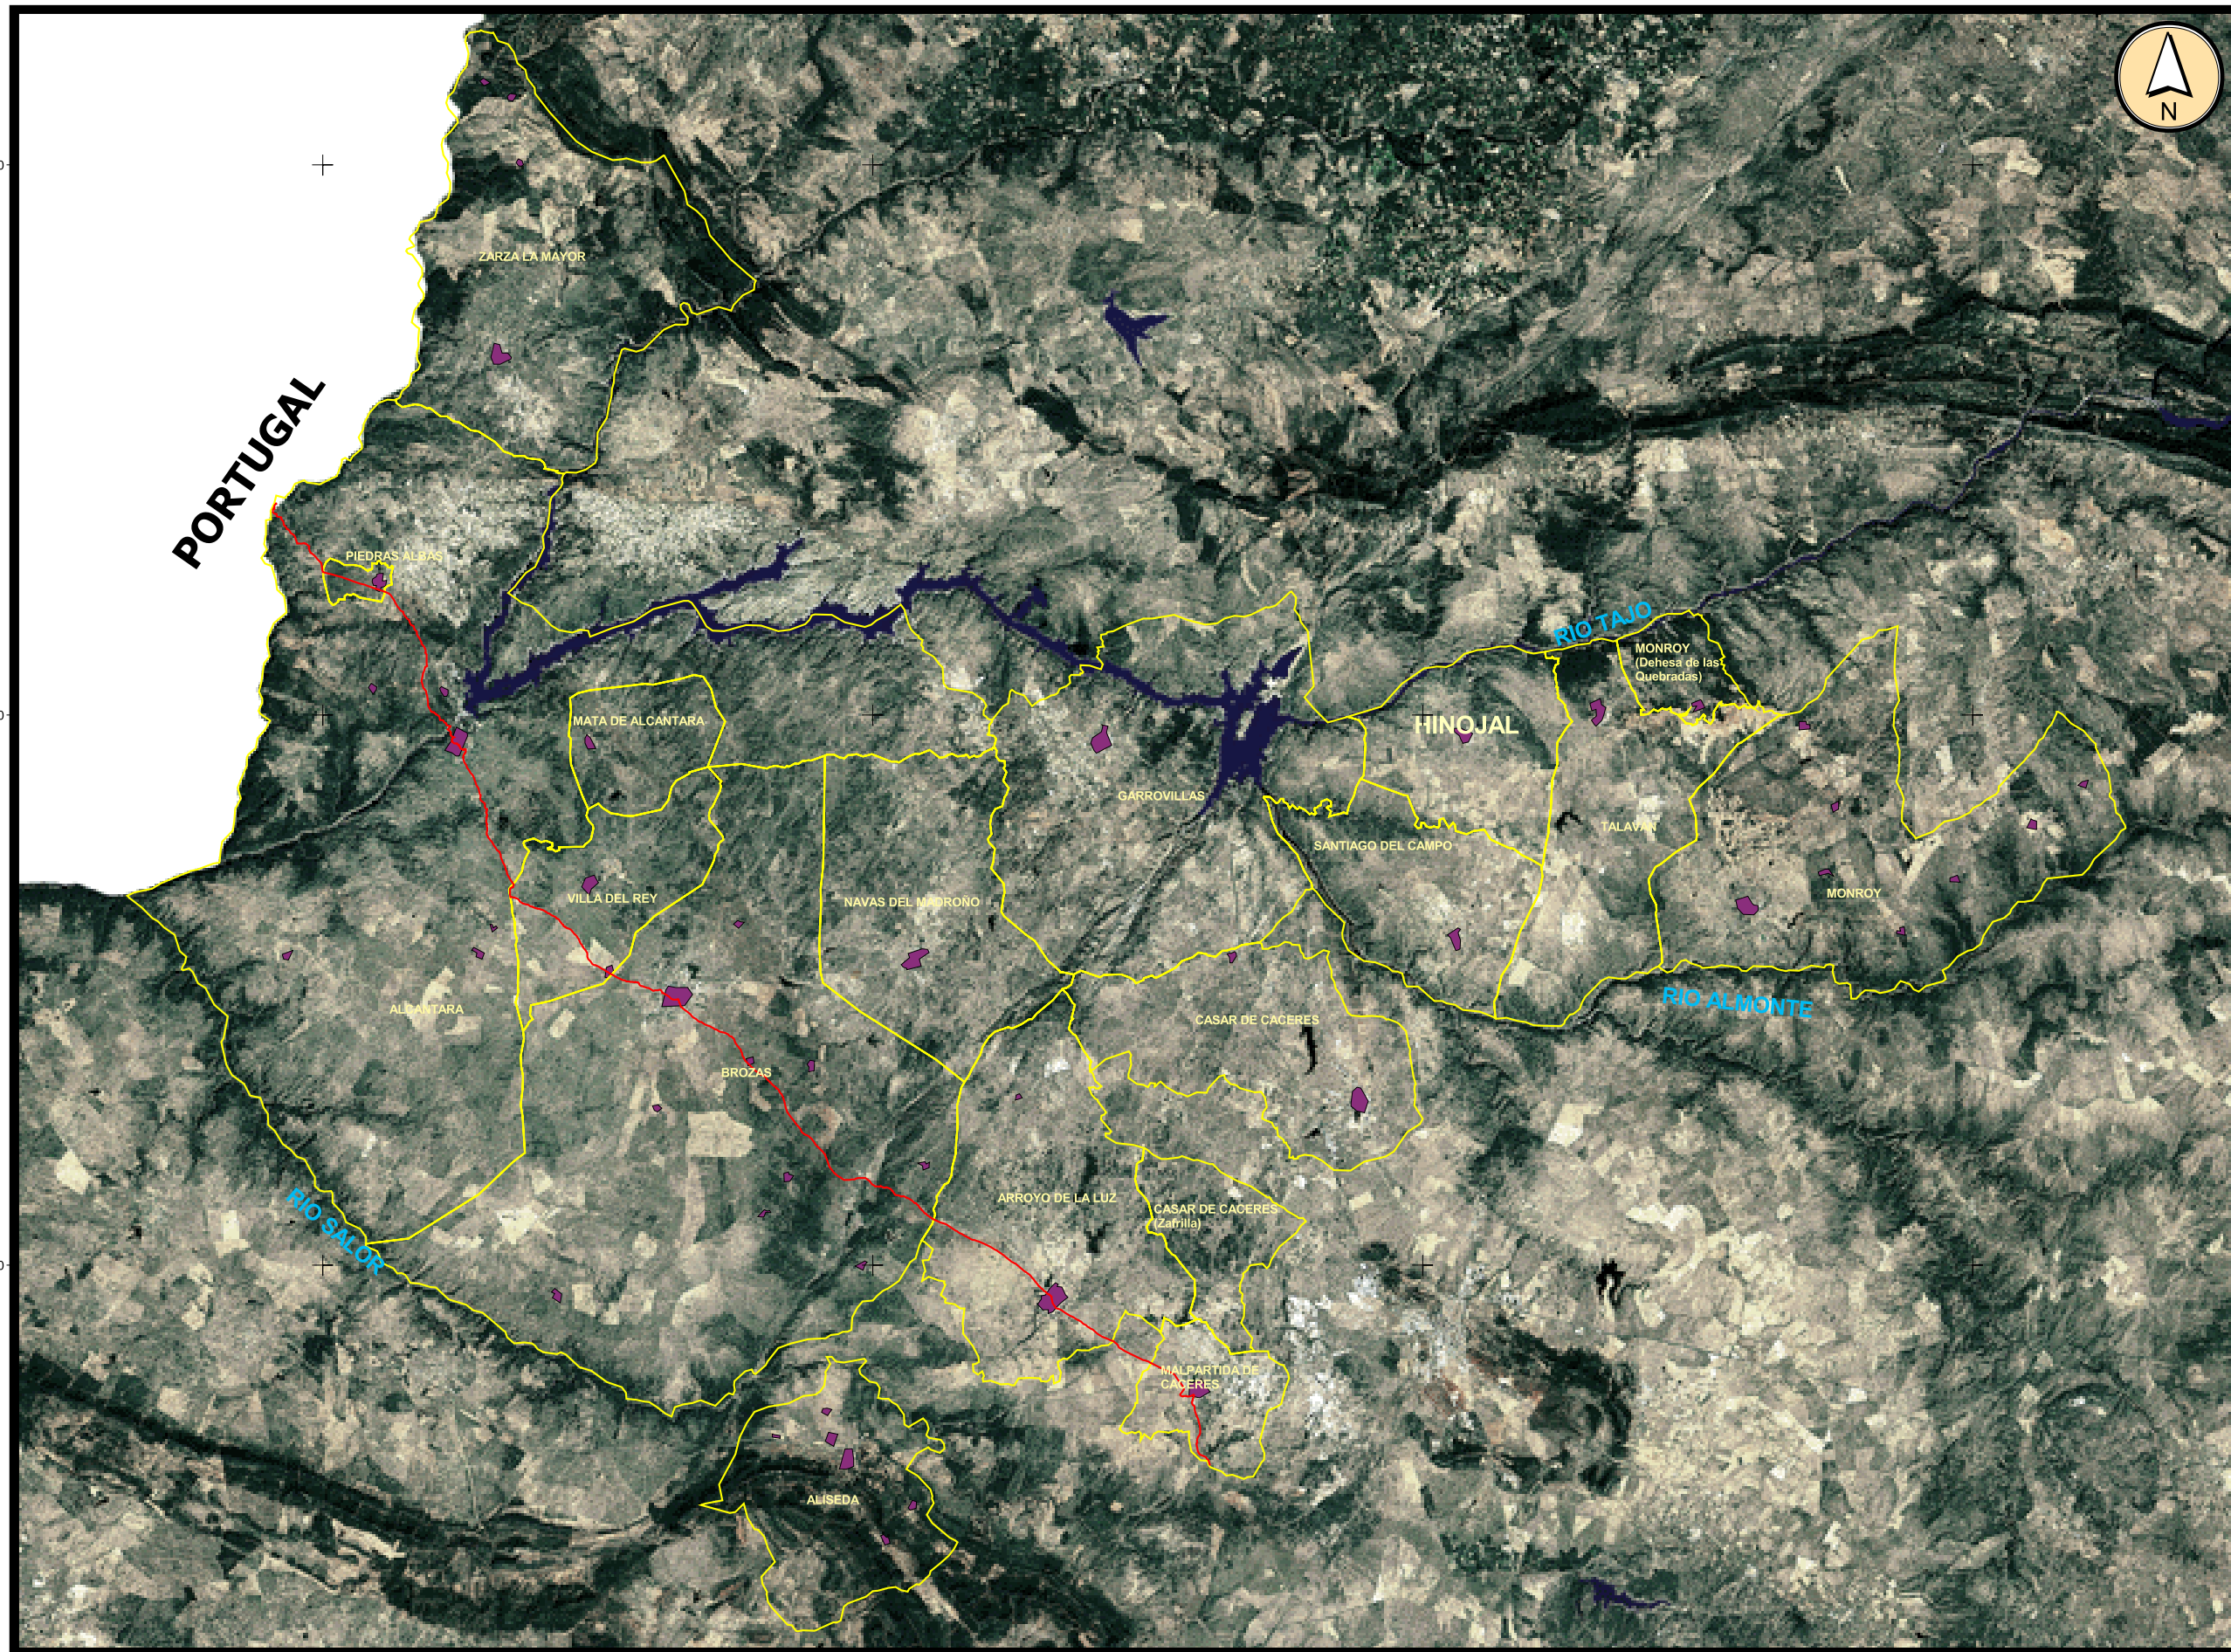 N
ZARZA LA MAYOR
PORTUGAL
PIEDRAS ALBAS
RIO TAJO
MONROY
(Dehesa de las
Quebradas)
MATA DE ALCANTARA
HINOJAL
GARROVILLAS
TALAVAN
SANTIAGO DEL CAMPO
VILLA DEL REY
NAVAS DEL MADROÑO
MONROY
ALCANTARA
RIO ALMONTE
CASAR DE CACERES
BROZAS
ARROYO DE LA LUZ
CASAR DE CACERES
(Zafrilla)
RIO SALOR
MALPARTIDA DE
CACERES
ALISEDA